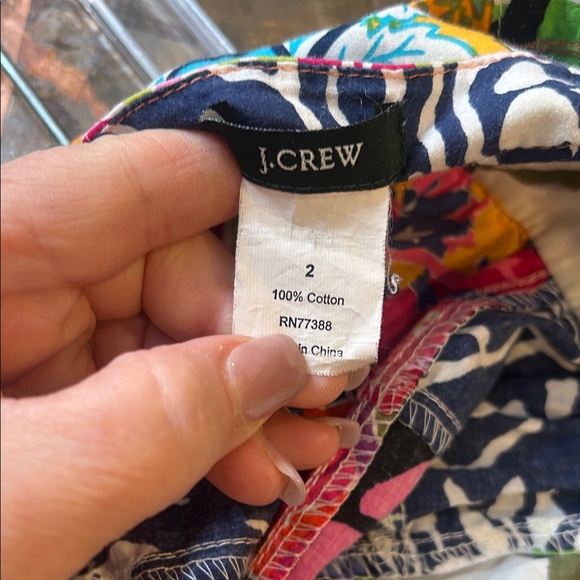 J.CREW
2
100% Cotton
RN77388
in China